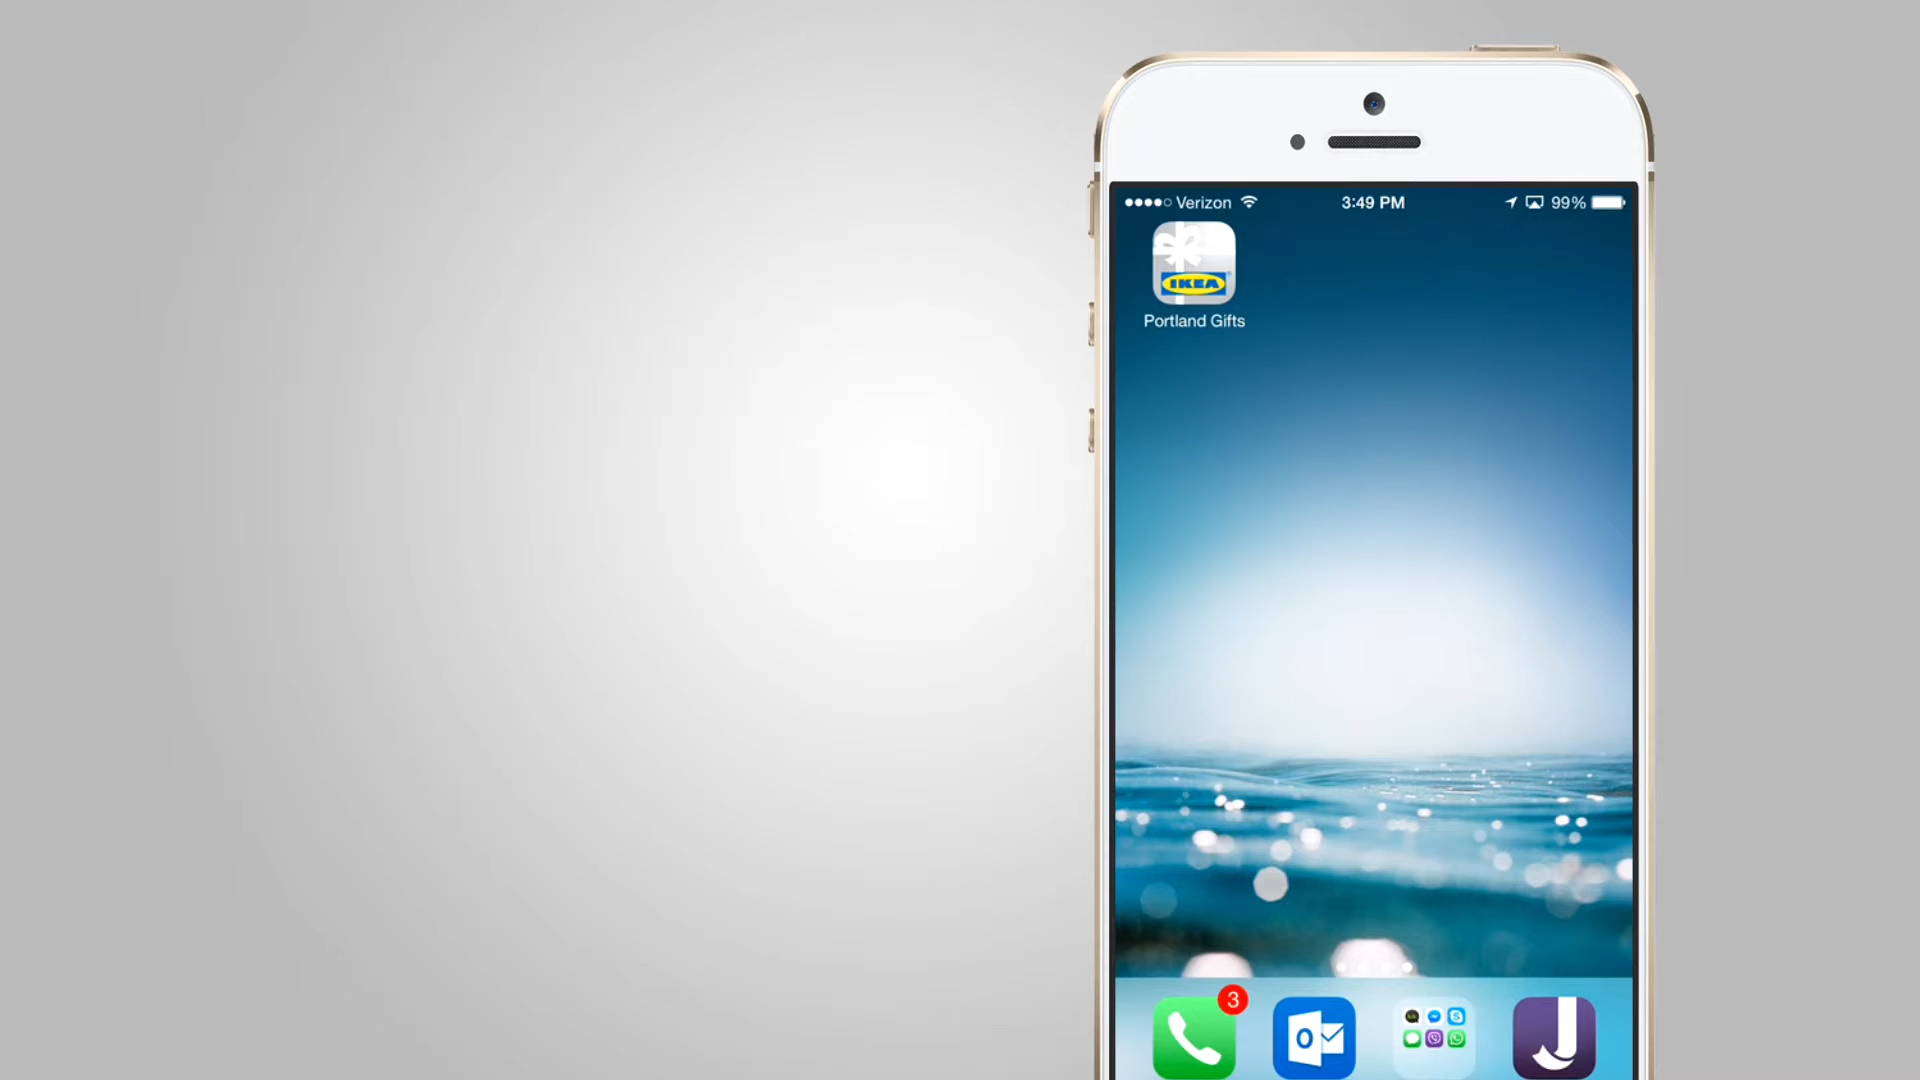 Verizon 3:49 PM 99%
IKEA
Portland Gifts
3
O
J